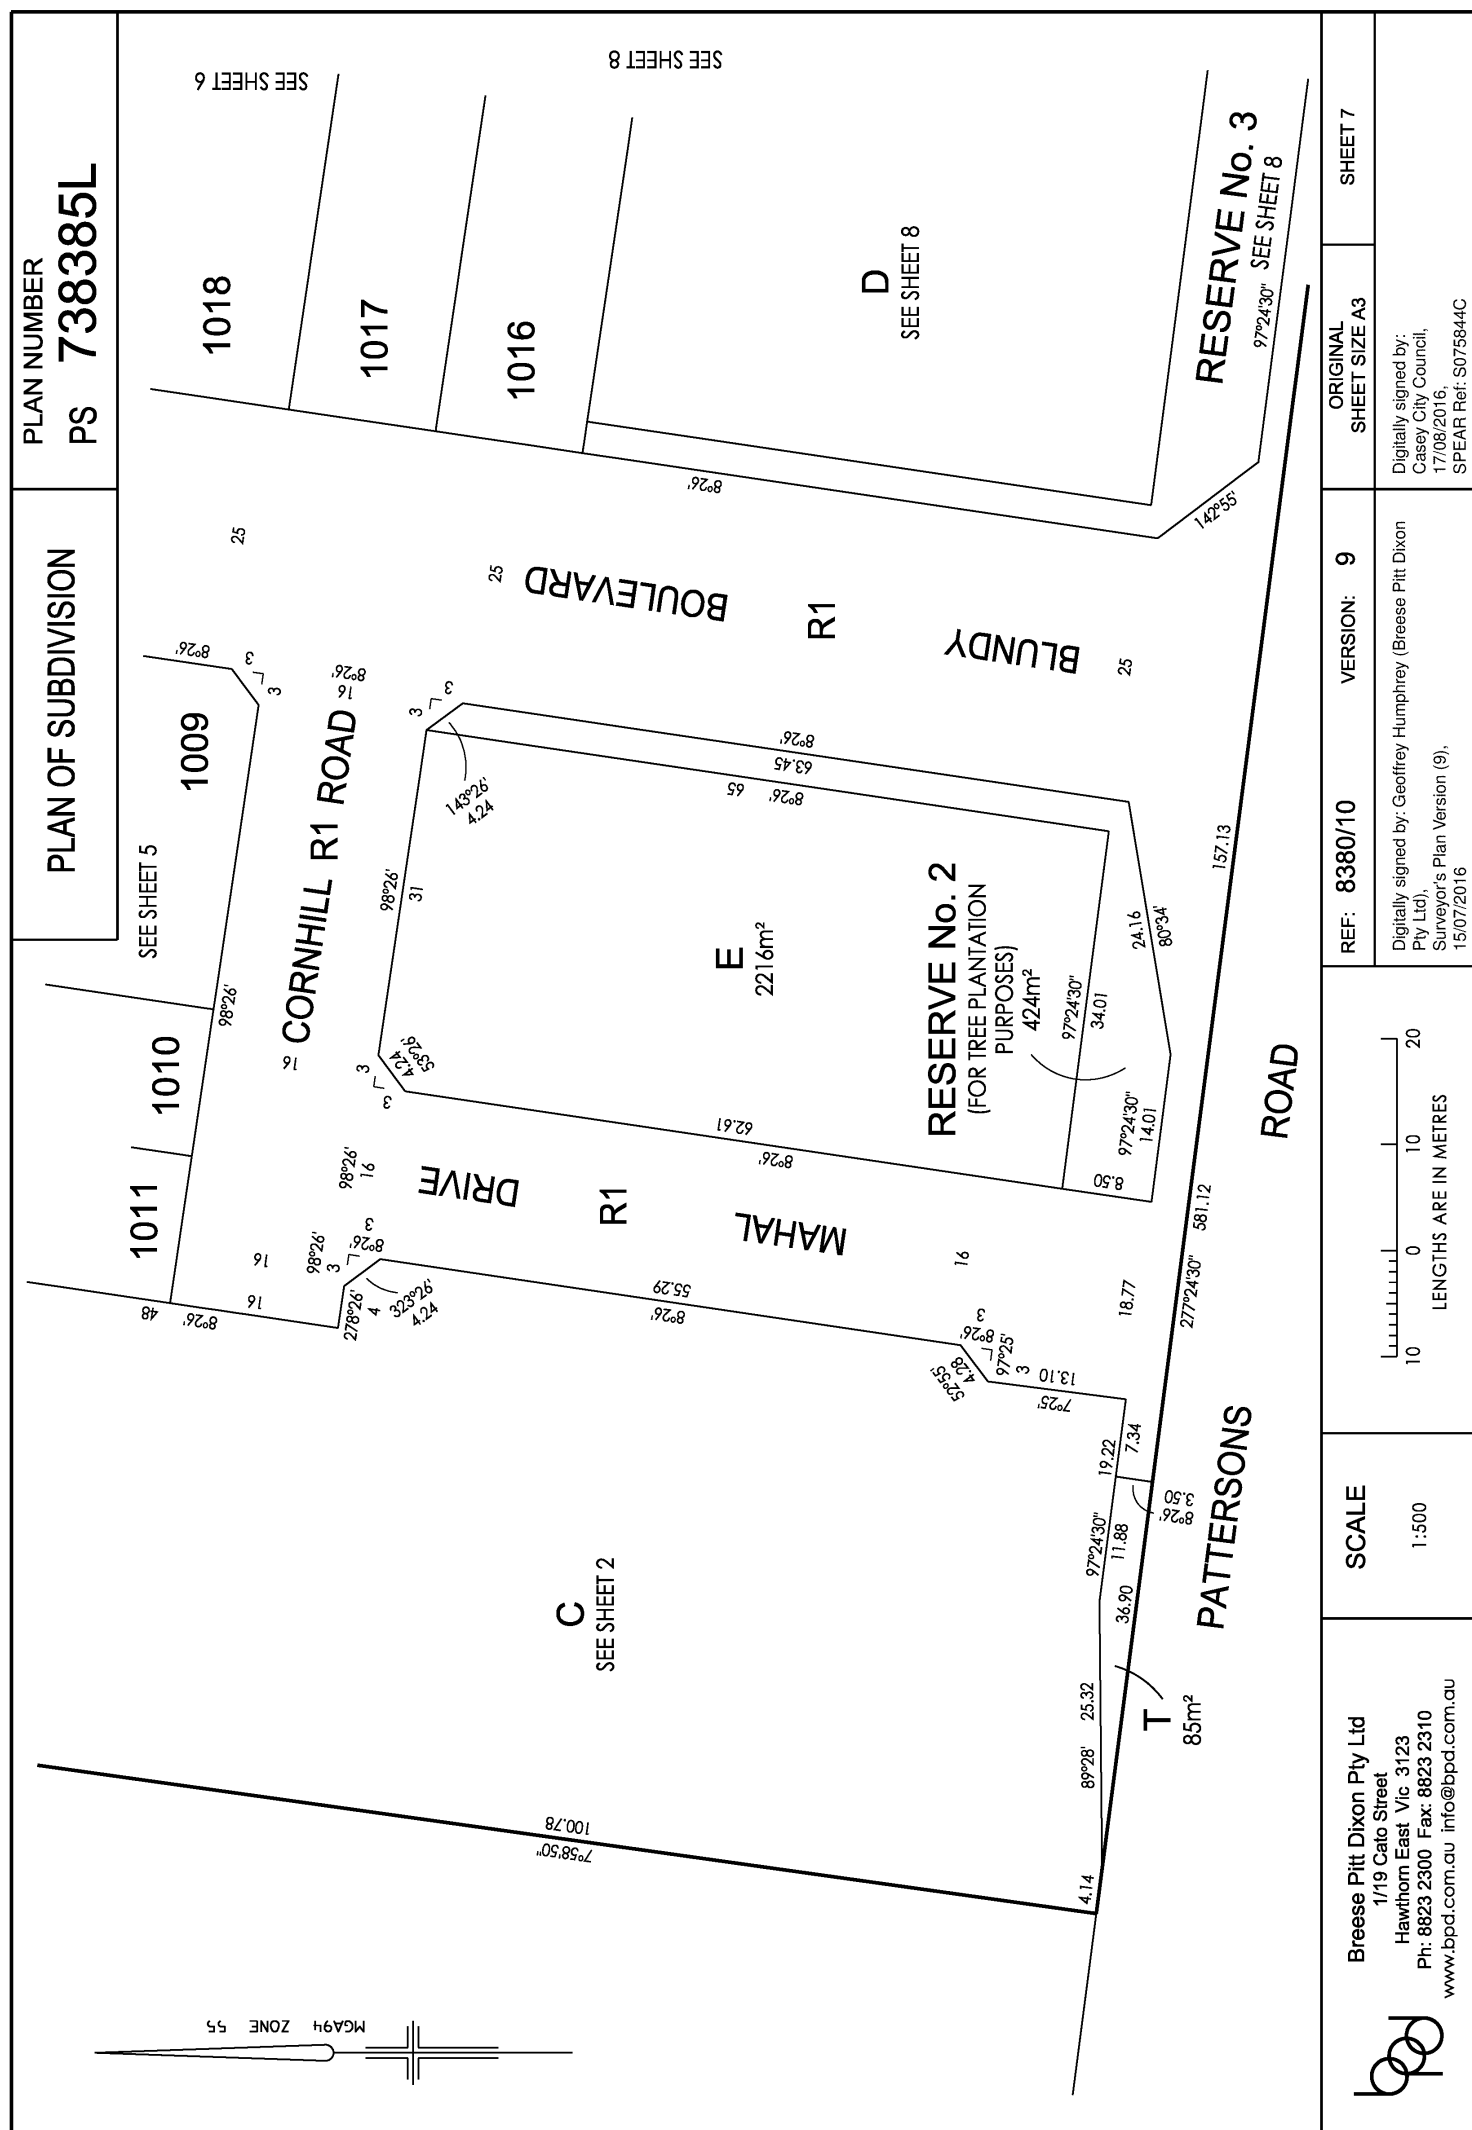 PLAN OF SUBDIVISION
PLAN NUMBER
PS 738385L
SEE SHEET 5
SEE SHEET 6
SEE SHEET 8
1011
1010
1009
1018
1017
1016
48
8°26'
16
16
98°26'
16
CORNHILL R1 ROAD
16
8°26'
8°26'
3
3
25
25
278°26'
4
98°26'
3
3
8°26'
323°26'
4.24
98°26'
16
3
3
4.24
53°26'
98°26'
31
3
3
143°26'
4.24
DRIVE
R1
MAHAL
16
55.29
8°26'
62.61
8°26'
E
2216m²
65
8°26'
63.45
8°26'
BOULEVARD
R1
BLUNDY
25
8°26'
D
SEE SHEET 8
RESERVE No. 3
97°24'30" SEE SHEET 8
142°55'
C
SEE SHEET 2
100.78
7°58'50"
RESERVE No. 2
(FOR TREE PLANTATION
PURPOSES)
424m²
97°24'30"
34.01
24.16
80°34'
97°24'30"
14.01
8.50
52°55'
4.28
8°26'
3
97°25'
3
13.10
7°25'
19.22
7.34
97°24'30"
11.88
3.50
8°26'
36.90
18.77
89°28'
25.32
4.14
T
85m²
277°24'30"
581.12
157.13
PATTERSONS
ROAD
MGA94 ZONE 55
bpd
Breese Pitt Dixon Pty Ltd
1/19 Cato Street
Hawthorn East Vic 3123
Ph: 8823 2300 Fax: 8823 2310
www.bpd.com.au info@bpd.com.au
SCALE
1:500
10 0 10 20
LENGTHS ARE IN METRES
REF: 8380/10
VERSION: 9
Digitally signed by: Geoffrey Humphrey (Breese Pitt Dixon
Pty Ltd),
Surveyor's Plan Version (9),
15/07/2016
ORIGINAL
SHEET SIZE A3
SHEET 7
Digitally signed by:
Casey City Council,
17/08/2016,
SPEAR Ref: S075844C